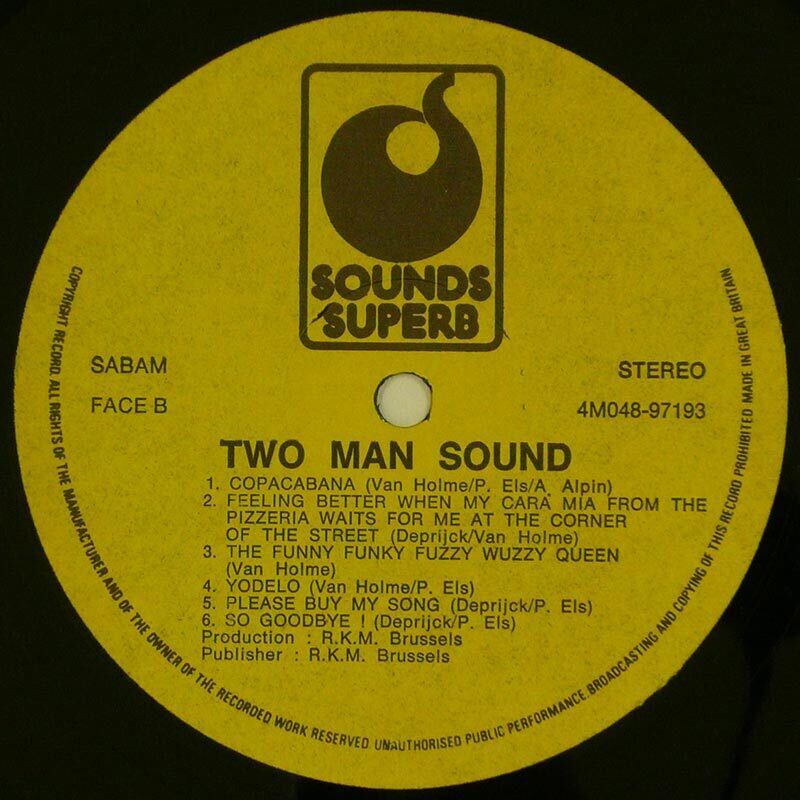 SOUNDS
SUPERB
SABAM
STEREO
FACE B
4M048-97193
TWO MAN SOUND
1. COPACABANA (Van Holme/P. Els/A. Alpin)
2. FEELING BETTER WHEN MY CARA MIA FROM THE
PIZZERIA WAITS FOR ME AT THE CORNER
OF THE STREET (Deprijck/Van Holme)
3. THE FUNNY FUNKY FUZZY WUZZY QUEEN
(Van Holme)
4. YODELO (Van Holme/P. Els)
5. PLEASE BUY MY SONG (Deprijck/P. Els)
6. SO GOODBYE ! (Deprijck/P. Els)
Production : R.K.M. Brussels
Publisher : R.K.M. Brussels
COPYRIGHT RECORD. ALL RIGHTS OF THE MANUFACTURER AND OF THE OWNER OF THE RECORDED WORK RESERVED UNAUTHORISED PUBLIC PERFORMANCE BROADCASTING AND COPYING OF THIS RECORD PROHIBITED MADE IN GREAT BRITAIN